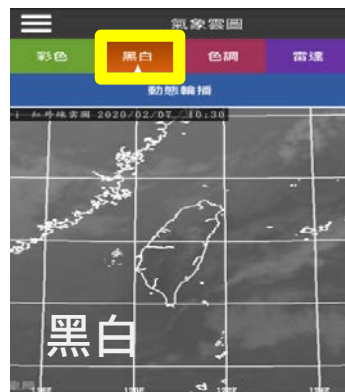 氣象雲圖
彩色 黑白 色調 雷達
動態輪播
紅外線雲圖 2020/02/07 10:30
黑白